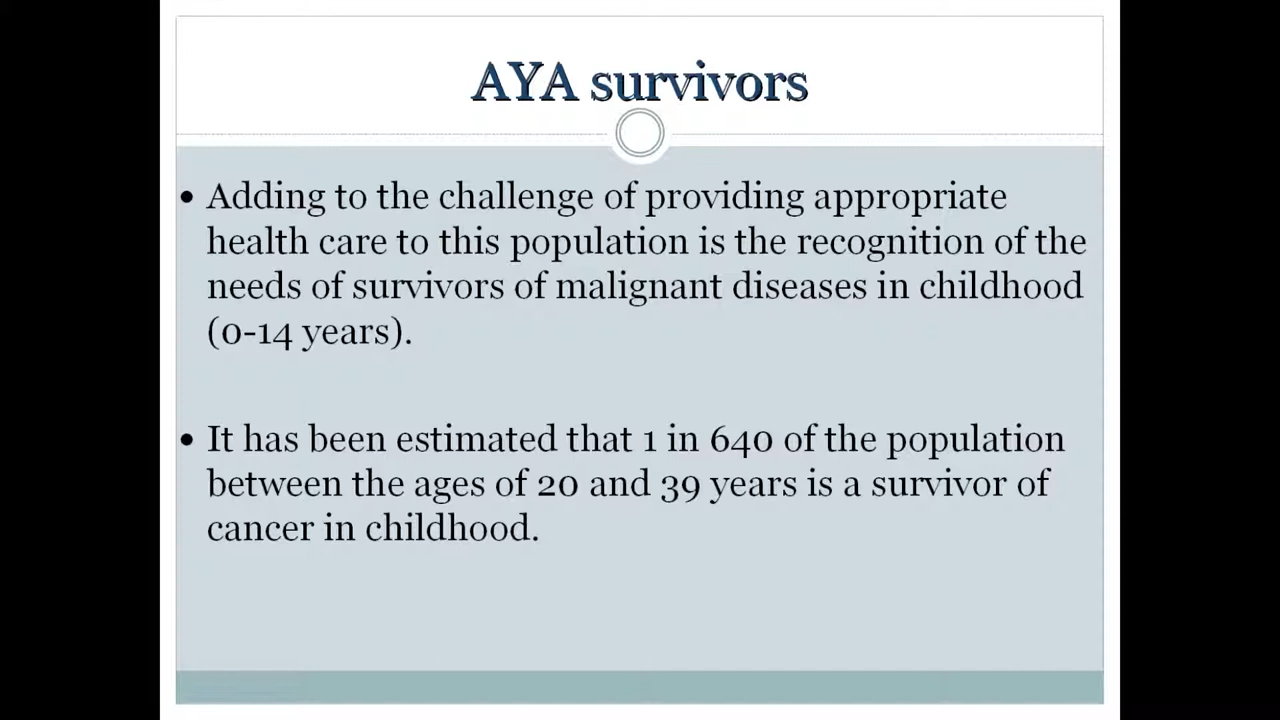 AYA survivors
• Adding to the challenge of providing appropriate
health care to this population is the recognition of the
needs of survivors of malignant diseases in childhood
(0-14 years).
• It has been estimated that 1 in 640 of the population
between the ages of 20 and 39 years is a survivor of
cancer in childhood.